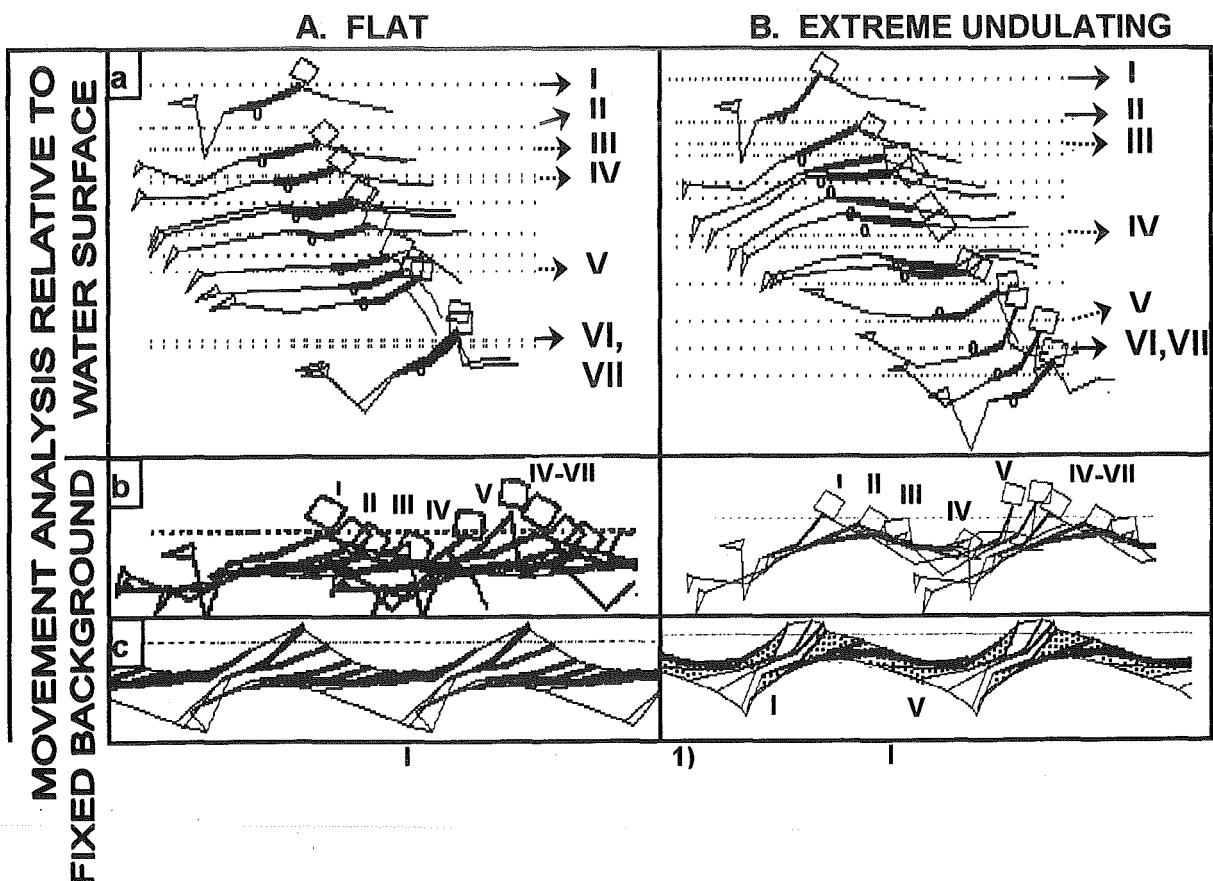 A. FLAT
B. EXTREME UNDULATING
MOVEMENT ANALYSIS RELATIVE TO
WATER SURFACE
FIXED BACKGROUND
a
I
II
III
IV
V
VI,
VII
I
II
III
IV
V
VI,VII
b
I
II
III
IV
V
IV-VII
I
II
III
IV
V
IV-VII
c
I
V
I
1)
I